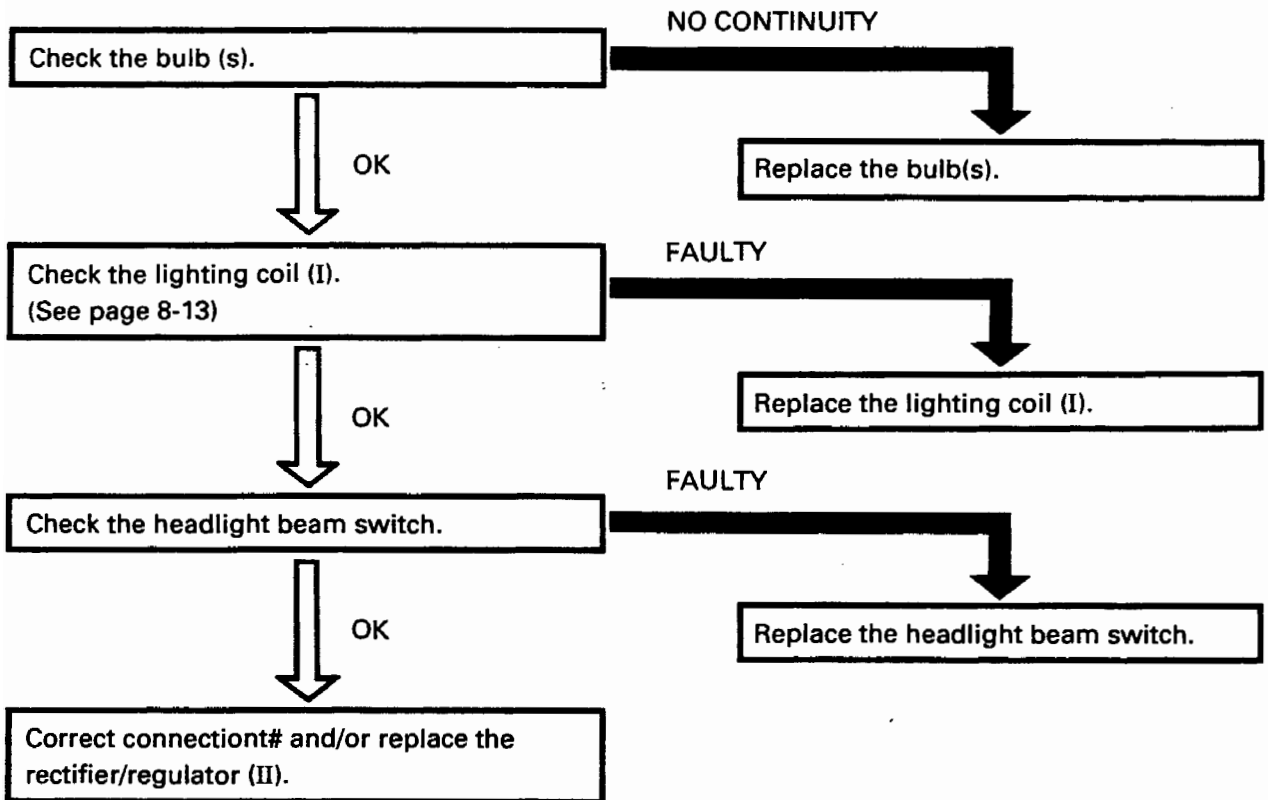 NO CONTINUITY
Check the bulb (s).
OK
Replace the bulb(s).
Check the lighting coil (I).
(See page 8-13)
FAULTY
OK
Replace the lighting coil (I).
FAULTY
Check the headlight beam switch.
OK
Replace the headlight beam switch.
Correct connectiont# and/or replace the
rectifier/regulator (II).